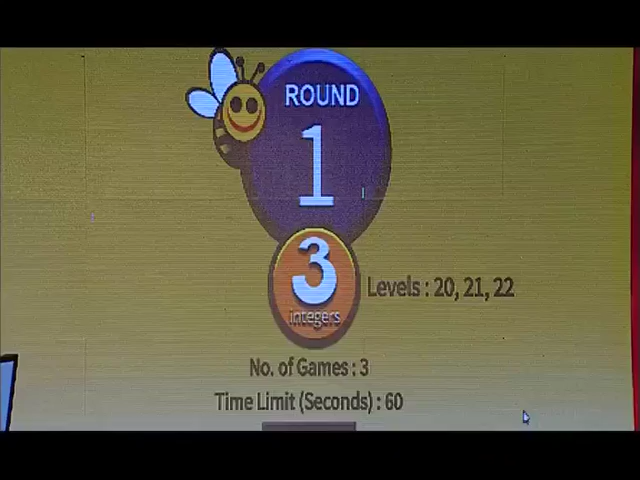 ROUND
1
3
integers
Levels : 20, 21, 22
No. of Games : 3
Time Limit (Seconds) : 60